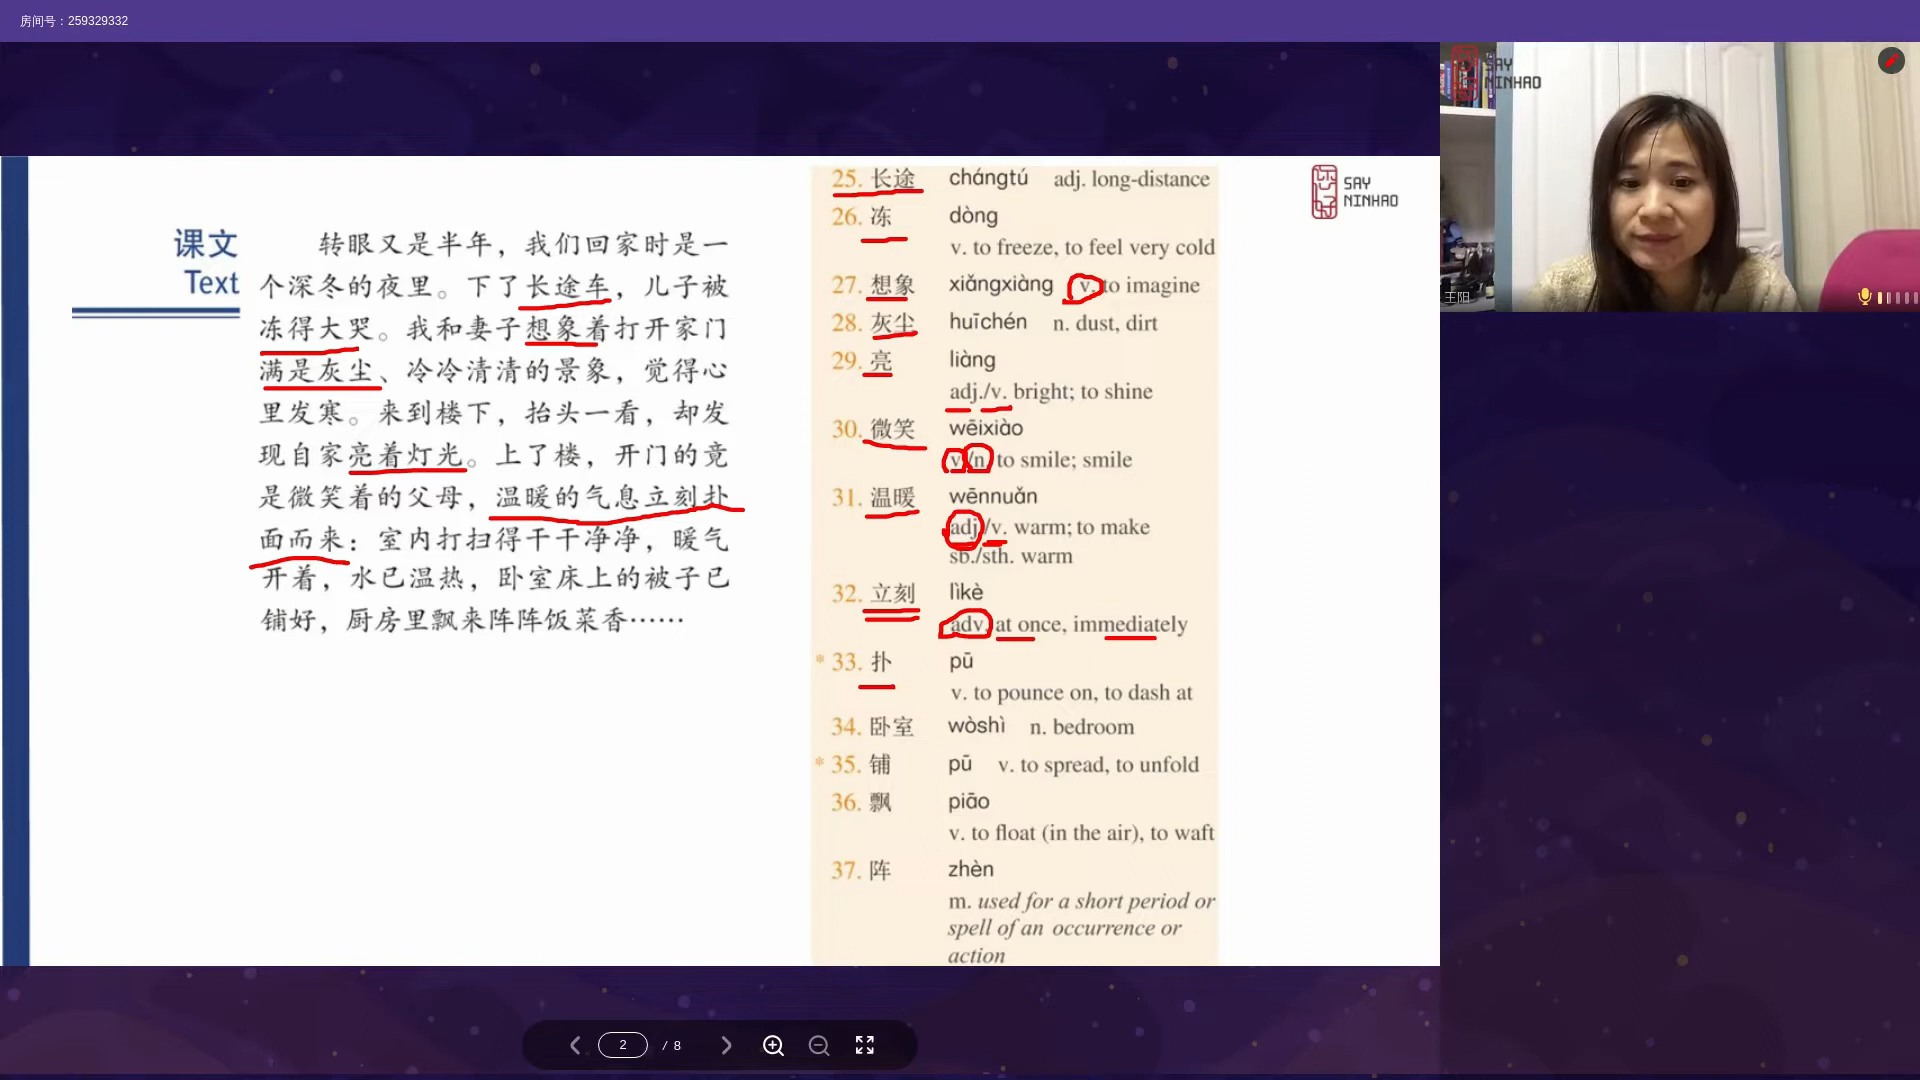 房间号：259329332
课文
Text
转眼又是半年，我们回家时是一
个深冬的夜里。下了长途车，儿子被
冻得大哭。我和妻子想象着打开家门
满是灰尘、冷冷清清的景象，觉得心
里发寒。来到楼下，抬头一看，却发
现自家亮着灯光。上了楼，开门的竟
是微笑着的父母，温暖的气息立刻扑
面而来：室内打扫得干干净净，暖气
开着，水已温热，卧室床上的被子已
铺好，厨房里飘来阵阵饭菜香……
25. 长途 chángtú adj. long-distance
26. 冻 dòng
v. to freeze, to feel very cold
27. 想象 xiǎngxiàng v. to imagine
28. 灰尘 huīchén n. dust, dirt
29. 亮 liàng
adj./v. bright; to shine
30. 微笑 wēixiào
v./n. to smile; smile
31. 温暖 wēnnuǎn
adj./v. warm; to make
sb./sth. warm
32. 立刻 lìkè
adv. at once, immediately
* 33. 扑 pū
v. to pounce on, to dash at
34. 卧室 wòshì n. bedroom
* 35. 铺 pū v. to spread, to unfold
36. 飘 piāo
v. to float (in the air), to waft
37. 阵 zhèn
m. used for a short period or
spell of an occurrence or
action
SAY
NINHAO
SAY
NINHAO
王阳
2 / 8